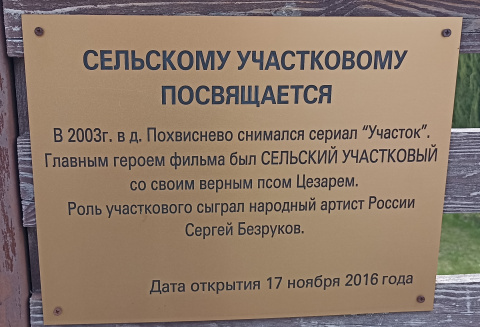 СЕЛЬСКОМУ УЧАСТКОВОМУ
ПОСВЯЩАЕТСЯ
В 2003г. в д. Похвиснево снимался сериал "Участок".
Главным героем фильма был СЕЛЬСКИЙ УЧАСТКОВЫЙ
со своим верным псом Цезарем.
Роль участкового сыграл народный артист России
Сергей Безруков.
Дата открытия 17 ноября 2016 года